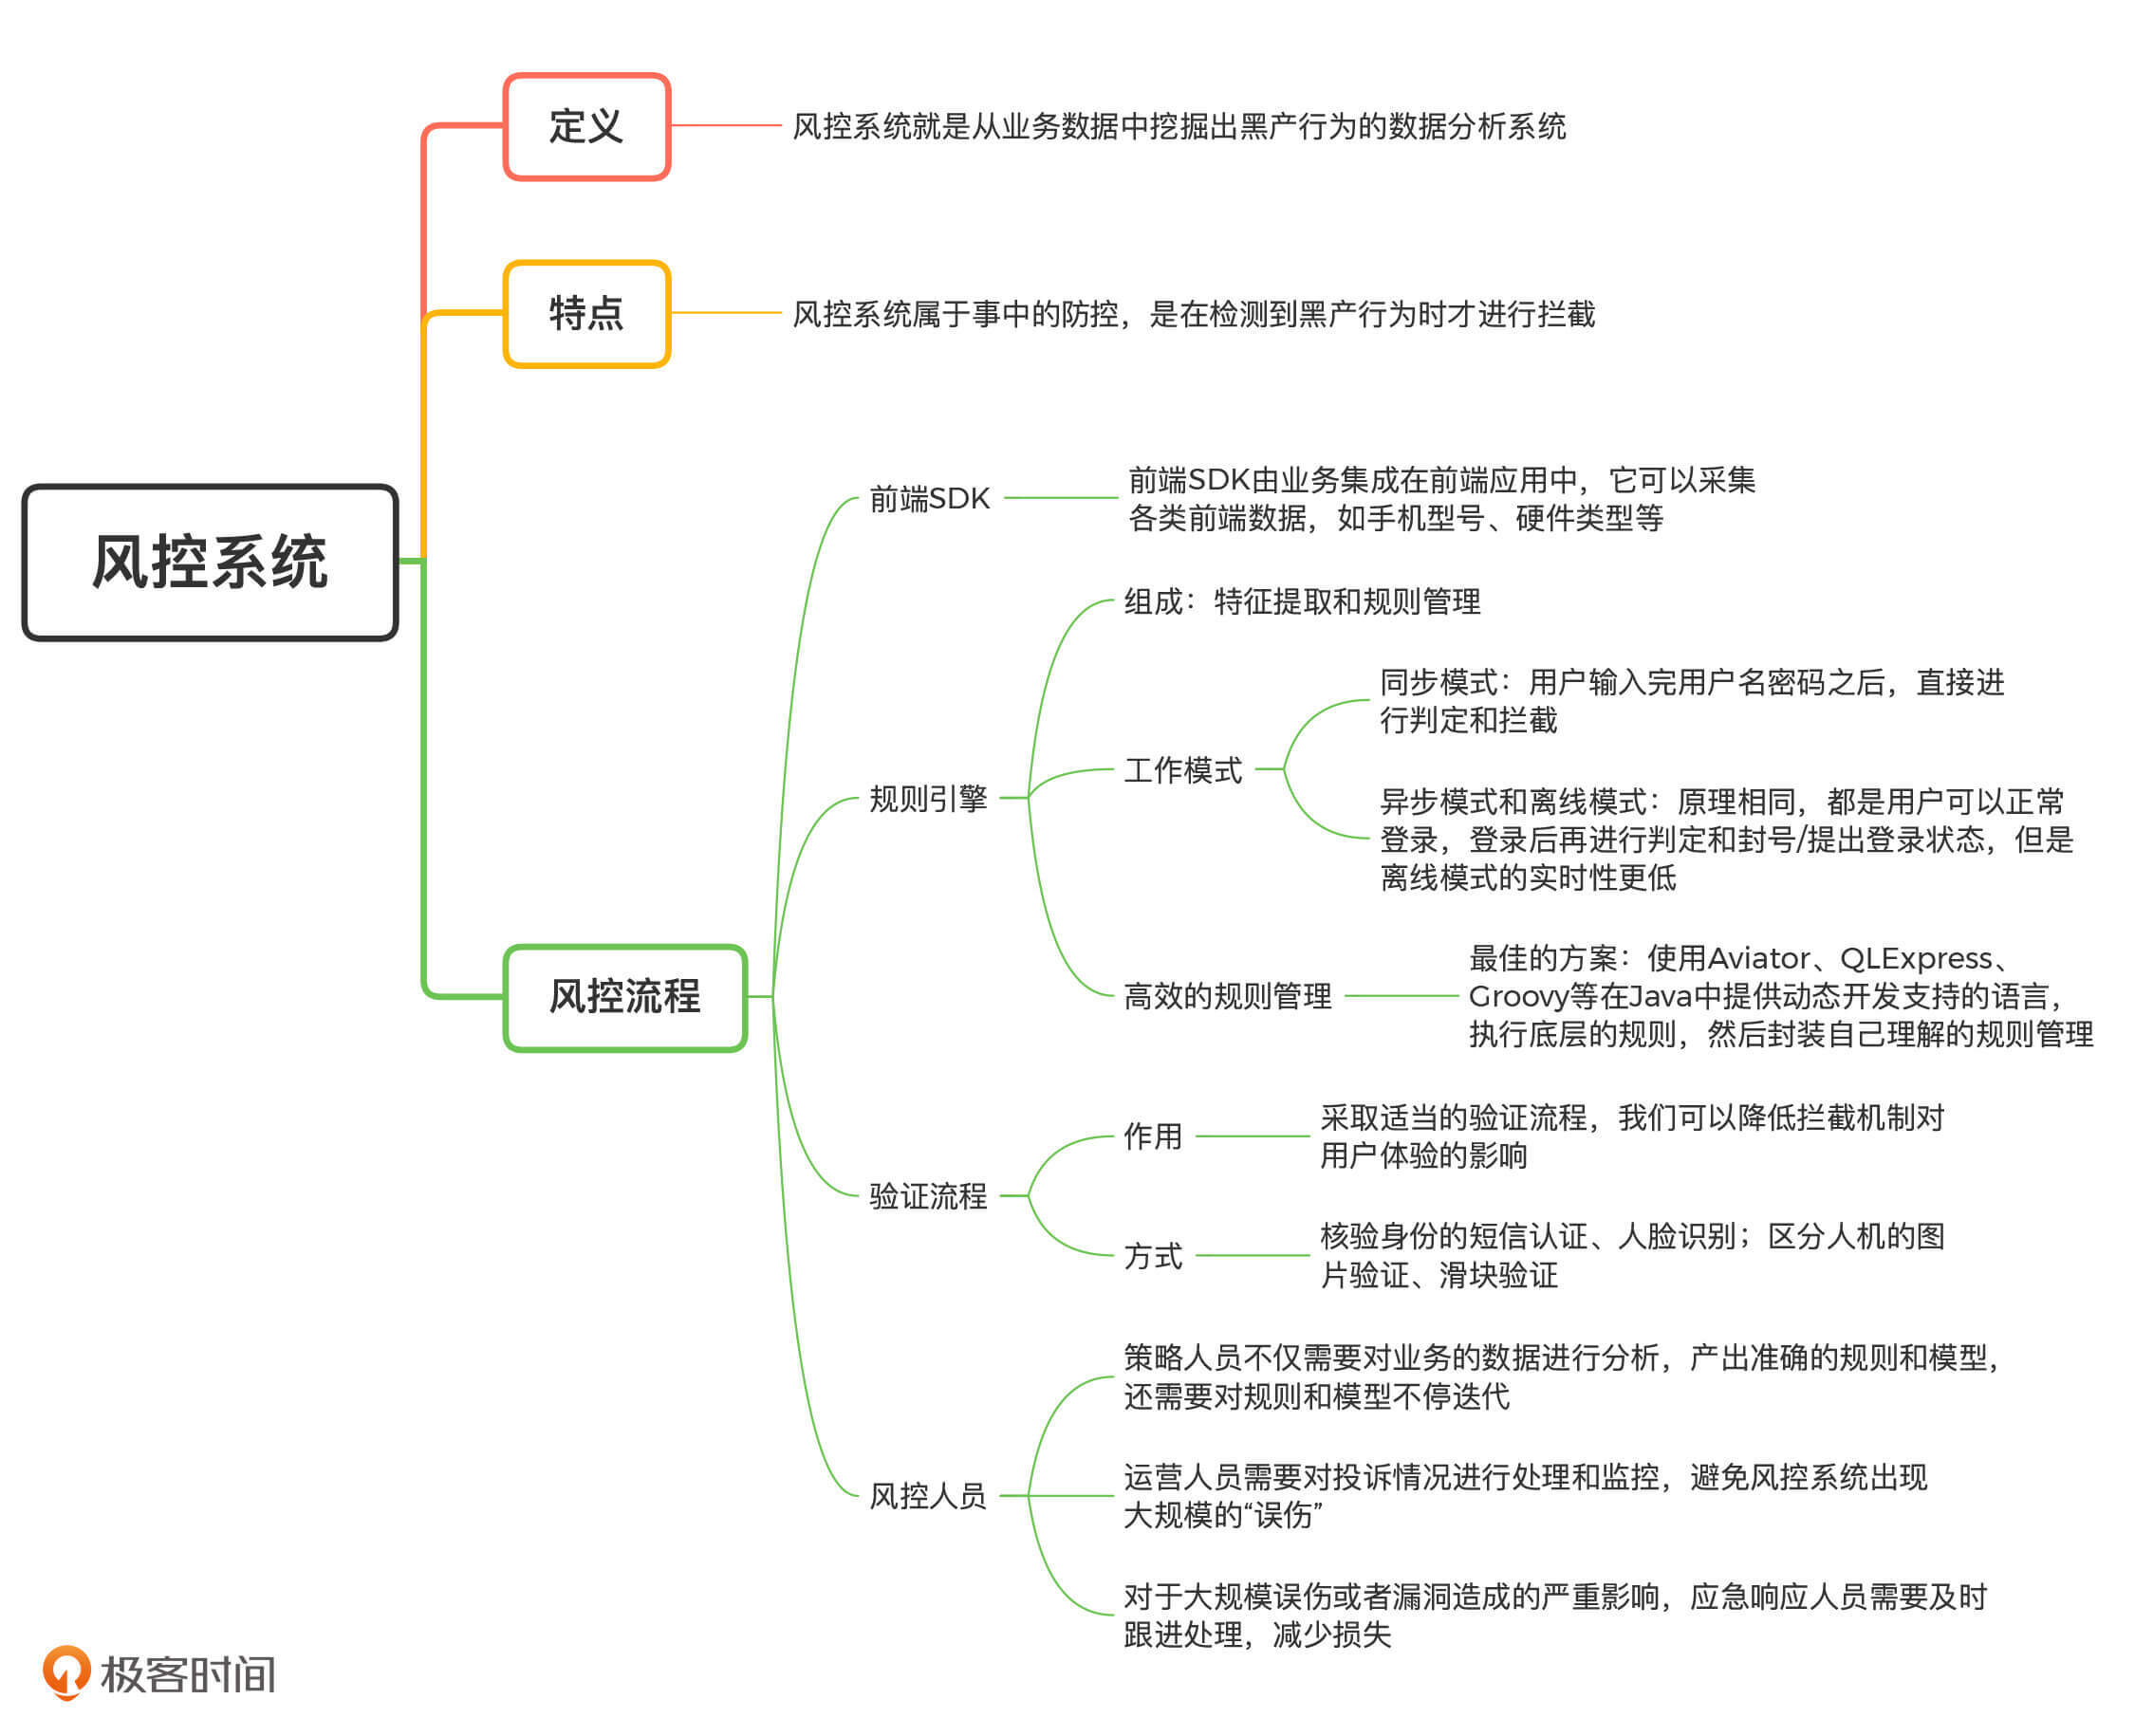 定义
风控系统就是从业务数据中挖掘出黑产行为的数据分析系统
特点
风控系统属于事中的防控，是在检测到黑产行为时才进行拦截
风控系统
风控流程
前端SDK
前端SDK由业务集成在前端应用中，它可以采集
各类前端数据，如手机型号、硬件类型等
规则引擎
组成：特征提取和规则管理
工作模式
同步模式：用户输入完用户名密码之后，直接进
行判定和拦截
异步模式和离线模式：原理相同，都是用户可以正常
登录，登录后再进行判定和封号/提出登录状态，但是
离线模式的实时性更低
高效的规则管理
最佳的方案：使用Aviator、QLExpress、
Groovy等在Java中提供动态开发支持的语言，
执行底层的规则，然后封装自己理解的规则管理
验证流程
作用
采取适当的验证流程，我们可以降低拦截机制对
用户体验的影响
方式
核验身份的短信认证、人脸识别；区分人机的图
片验证、滑块验证
风控人员
策略人员不仅需要对业务的数据进行分析，产出准确的规则和模型，
还需要对规则和模型不停迭代
运营人员需要对投诉情况进行处理和监控，避免风控系统出现
大规模的“误伤”
对于大规模误伤或者漏洞造成的严重影响，应急响应人员需要及时
跟进处理，减少损失
极客时间